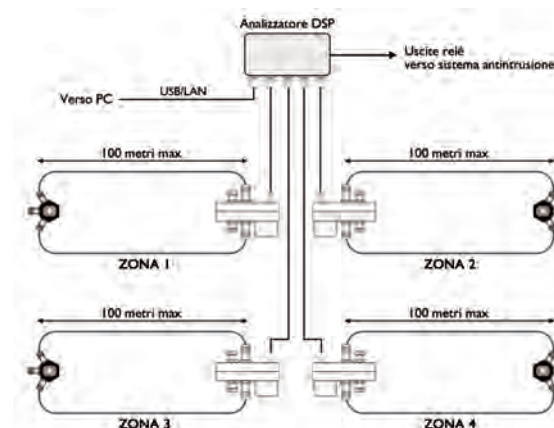 Analizzatore DSP
Uscite relè
verso sistema antintrusione
Verso PC
USB/LAN
100 metri max
100 metri max
ZONA 1
ZONA 2
100 metri max
100 metri max
ZONA 3
ZONA 4